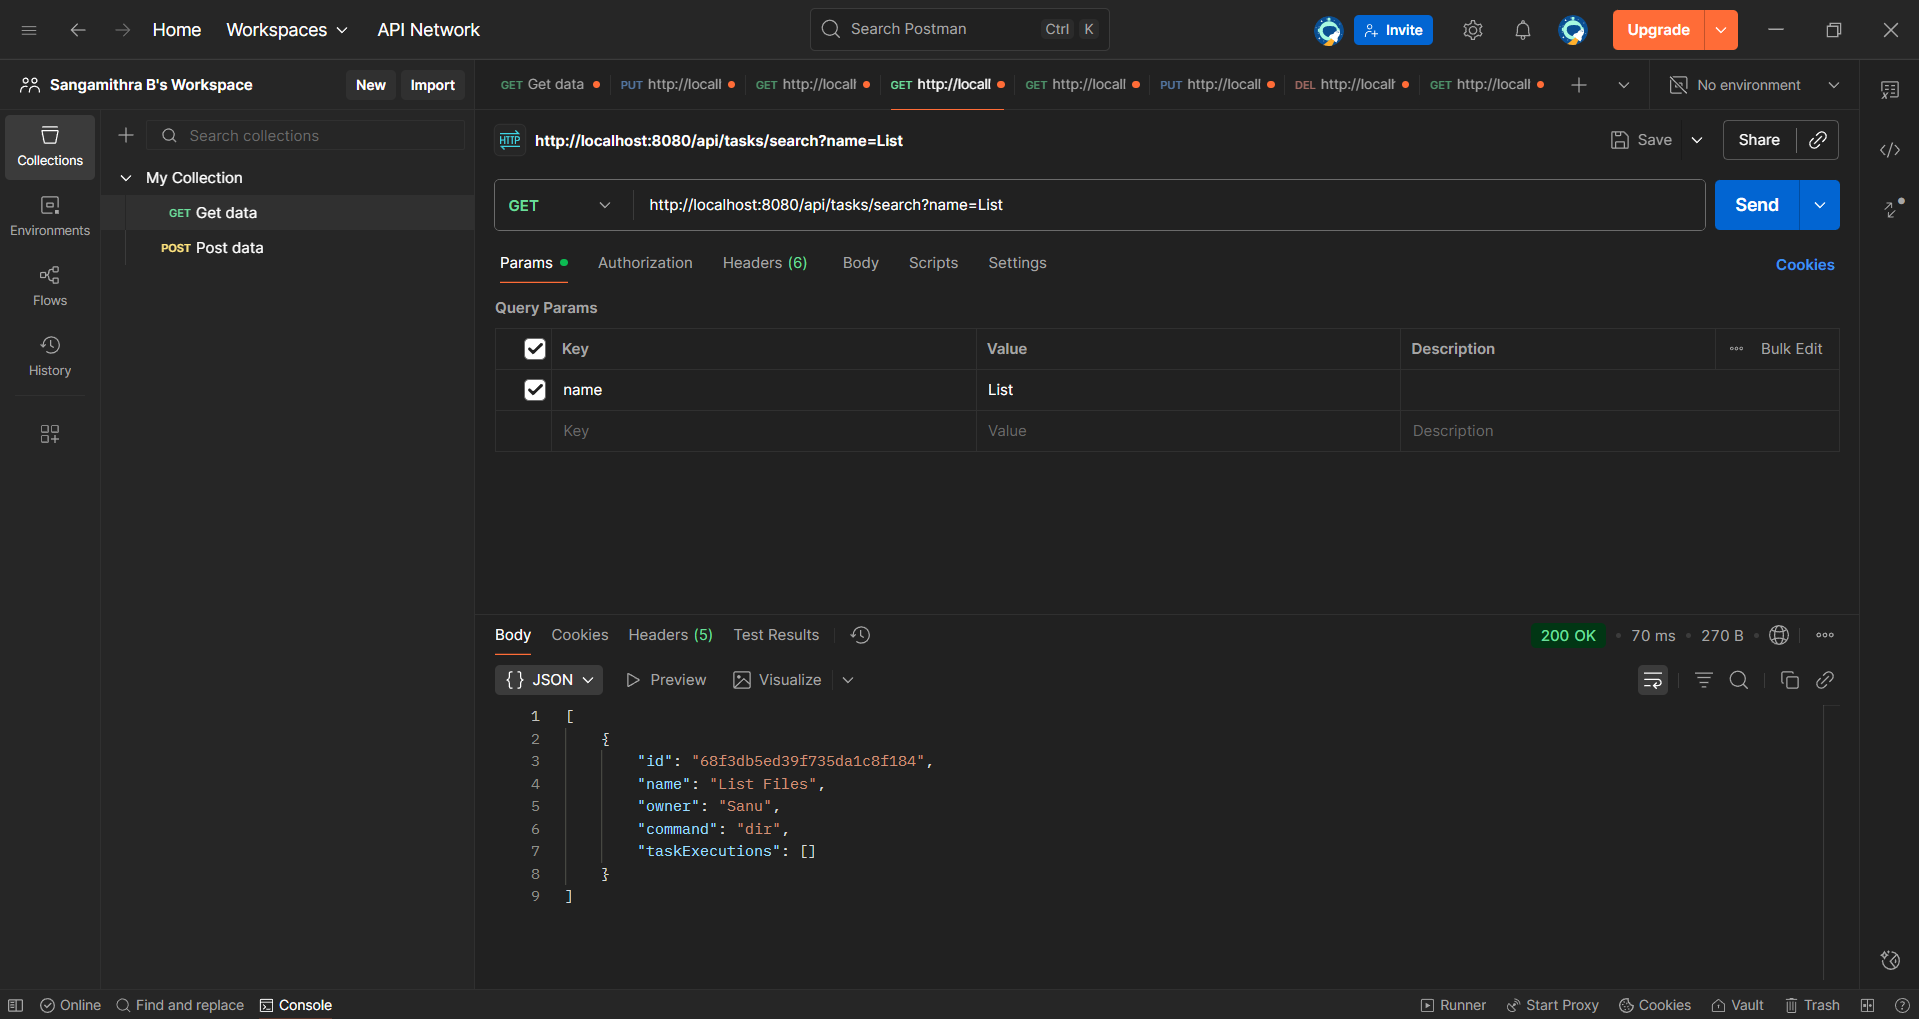 Home Workspaces API Network Search Postman Ctrl K Invite Upgrade
Sangamithra B's Workspace New Import
GET Get data PUT http://locall GET http://locall GET http://locall GET http://locall PUT http://locall DEL http://localh GET http://locall No environment
Collections
Environments
Flows
History
Search collections
My Collection
GET Get data
POST Post data
HTTP http://localhost:8080/api/tasks/search?name=List Save Share
GET http://localhost:8080/api/tasks/search?name=List Send
Params Authorization Headers (6) Body Scripts Settings Cookies
Query Params
Key Value Description Bulk Edit
name List
Key Value Description
Body Cookies Headers (5) Test Results 200 OK 70 ms 270 B
{} JSON Preview Visualize
1 [
2 {
3 "id": "68f3db5ed39f735da1c8f184",
4 "name": "List Files",
5 "owner": "Sanu",
6 "command": "dir",
7 "taskExecutions": []
8 }
9 ]
Online Find and replace Console Runner Start Proxy Cookies Vault Trash